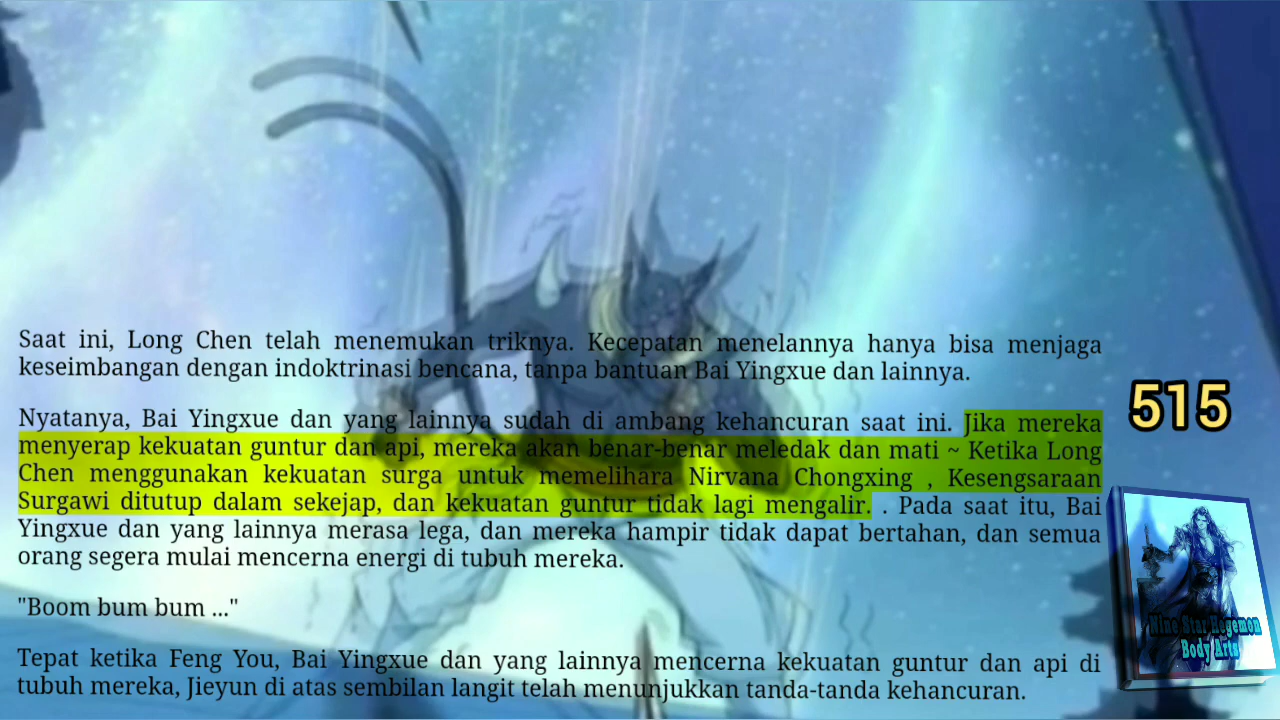 Saat ini, Long Chen telah menemukan triknya. Kecepatan menelannya hanya bisa menjaga
keseimbangan dengan indoktrinasi bencana, tanpa bantuan Bai Yingxue dan lainnya.
Nyatanya, Bai Yingxue dan yang lainnya sudah di ambang kehancuran saat ini. Jika mereka
menyerap kekuatan guntur dan api, mereka akan benar-benar meledak dan mati ~ Ketika Long
Chen menggunakan kekuatan surga untuk memelihara Nirvana Chongxing , Kesengsaraan
Surgawi ditutup dalam sekejap, dan kekuatan guntur tidak lagi mengalir. . Pada saat itu, Bai
Yingxue dan yang lainnya merasa lega, dan mereka hampir tidak dapat bertahan, dan semua
orang segera mulai mencerna energi di tubuh mereka.
"Boom bum bum ..."
Tepat ketika Feng You, Bai Yingxue dan yang lainnya mencerna kekuatan guntur dan api di
tubuh mereka, Jieyun di atas sembilan langit telah menunjukkan tanda-tanda kehancuran.
515
Nine Star Hegemon
Body Arts